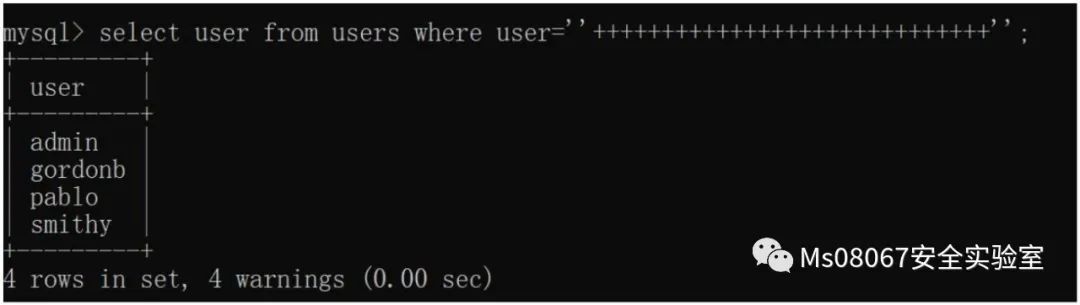 mysql> select user from users where user=''+++++++++++++++++++++++++++++'';
+---------+
| user    |
+---------+
| admin   |
| gordonb |
| pablo   |
| smithy  |
+---------+
4 rows in set, 4 warnings (0.00 sec)
Ms08067安全实验室